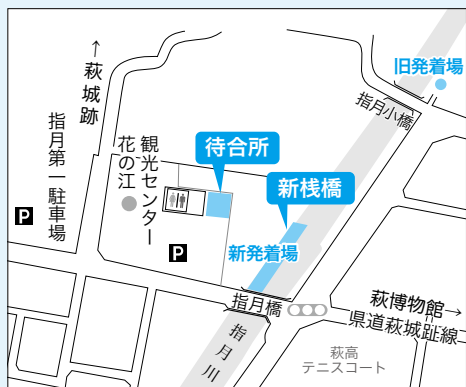 ←萩城跡
指月第一駐車場
P
観光センター
花の江
待合所
P
新桟橋
新発着場
旧発着場
指月小橋
指月橋
指月川
萩博物館→
県道萩城趾線
萩高
テニスコート